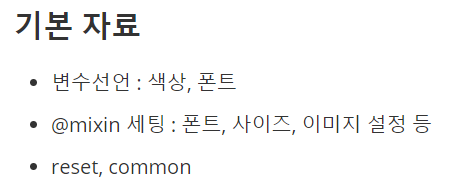 기본 자료
변수선언 : 색상, 폰트
@mixin 세팅 : 폰트, 사이즈, 이미지 설정 등
reset, common